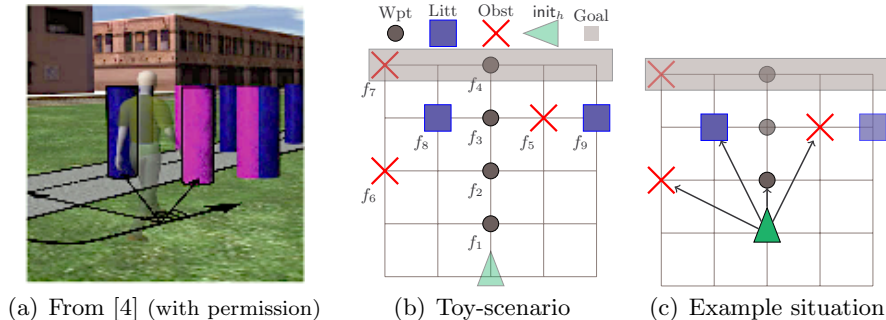 Wpt Litt Obst init_h Goal
f_7 f_4
f_8 f_3 f_5 f_9
f_6 f_2
f_1
(a) From [4] (with permission) (b) Toy-scenario (c) Example situation